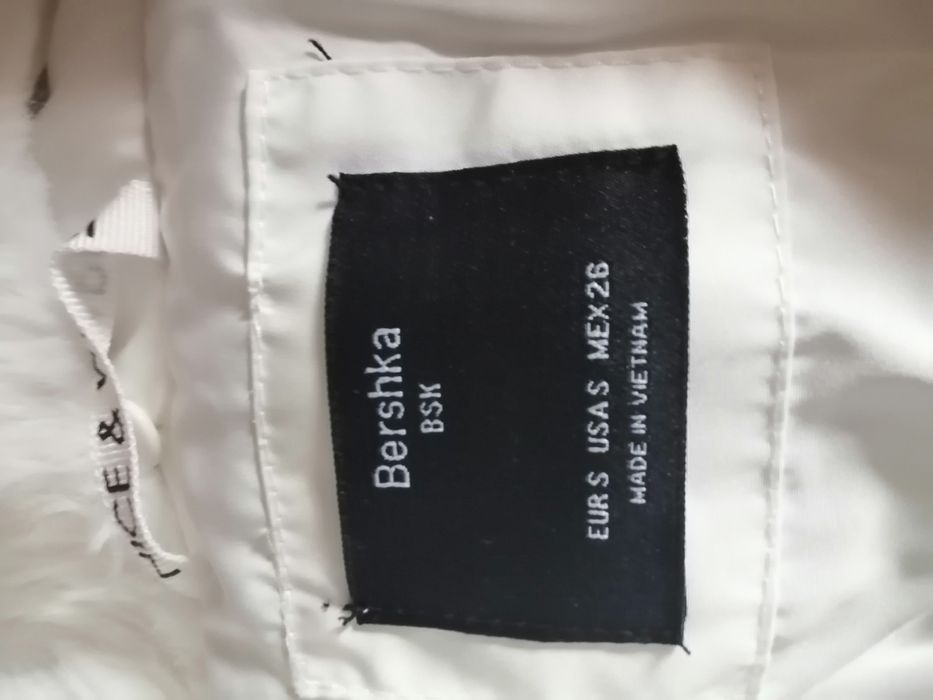 Bershka
BSK
EUR S USA S MEX 26
MADE IN VIETNAM
&